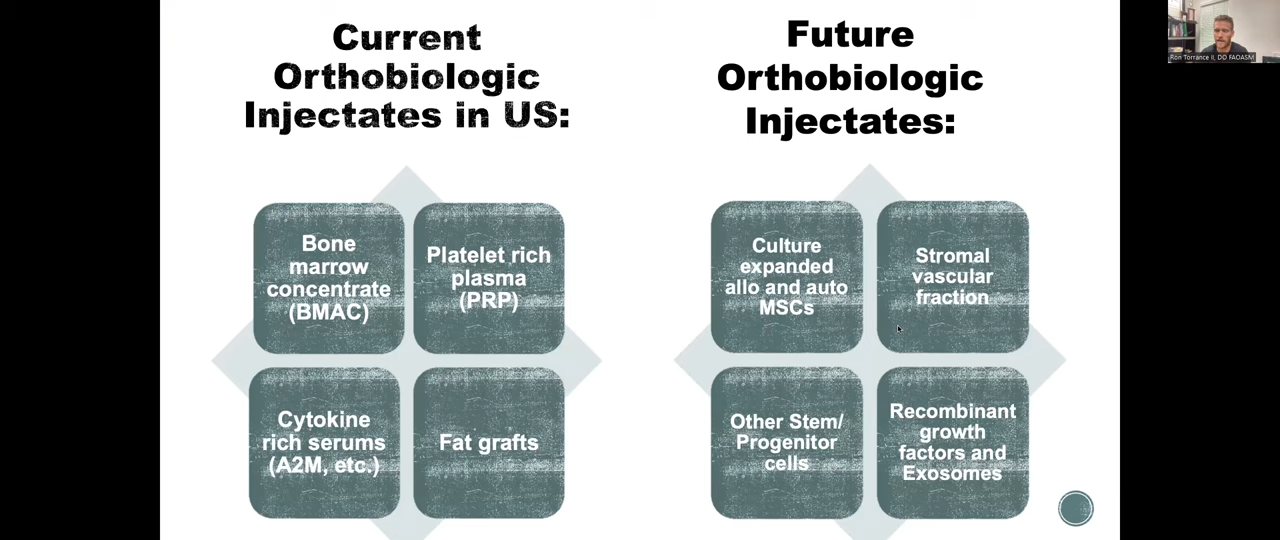 Current
Orthobiologic
Injectates in US:
Bone
marrow
concentrate
(BMAC)
Platelet rich
plasma
(PRP)
Cytokine
rich serums
(A2M, etc.)
Fat grafts
Future
Orthobiologic
Injectates:
Culture
expanded
allo and auto
MSCs
Stromal
vascular
fraction
Other Stem/
Progenitor
cells
Recombinant
growth
factors and
Exosomes
Ron Torrance II, DO FAOASM